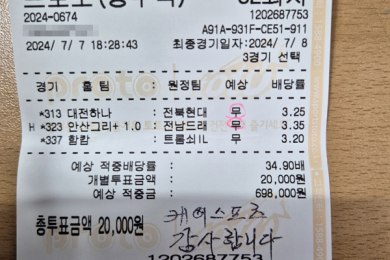 2024-0674 1202687753
A91A-931F-CE51-911
2024/ 7/ 7 18:28:43 최종경기일자:2024/ 7/ 8
3경기 선택
경기 홈팀 : 원정팀 예상 배당률
*313 대전하나 : 전북현대 무 3.25
H *323 안산그리+ 1.0 : 전남드래 무 3.35
*337 함캄 : 트롬쇠IL 무 3.20
예상 적중배당률 : 34.90배
개별투표금액 : 20,000원
예상 적중금 : 698,000원
총투표금액 20,000원
케이스포츠
감사합니다
1202687753